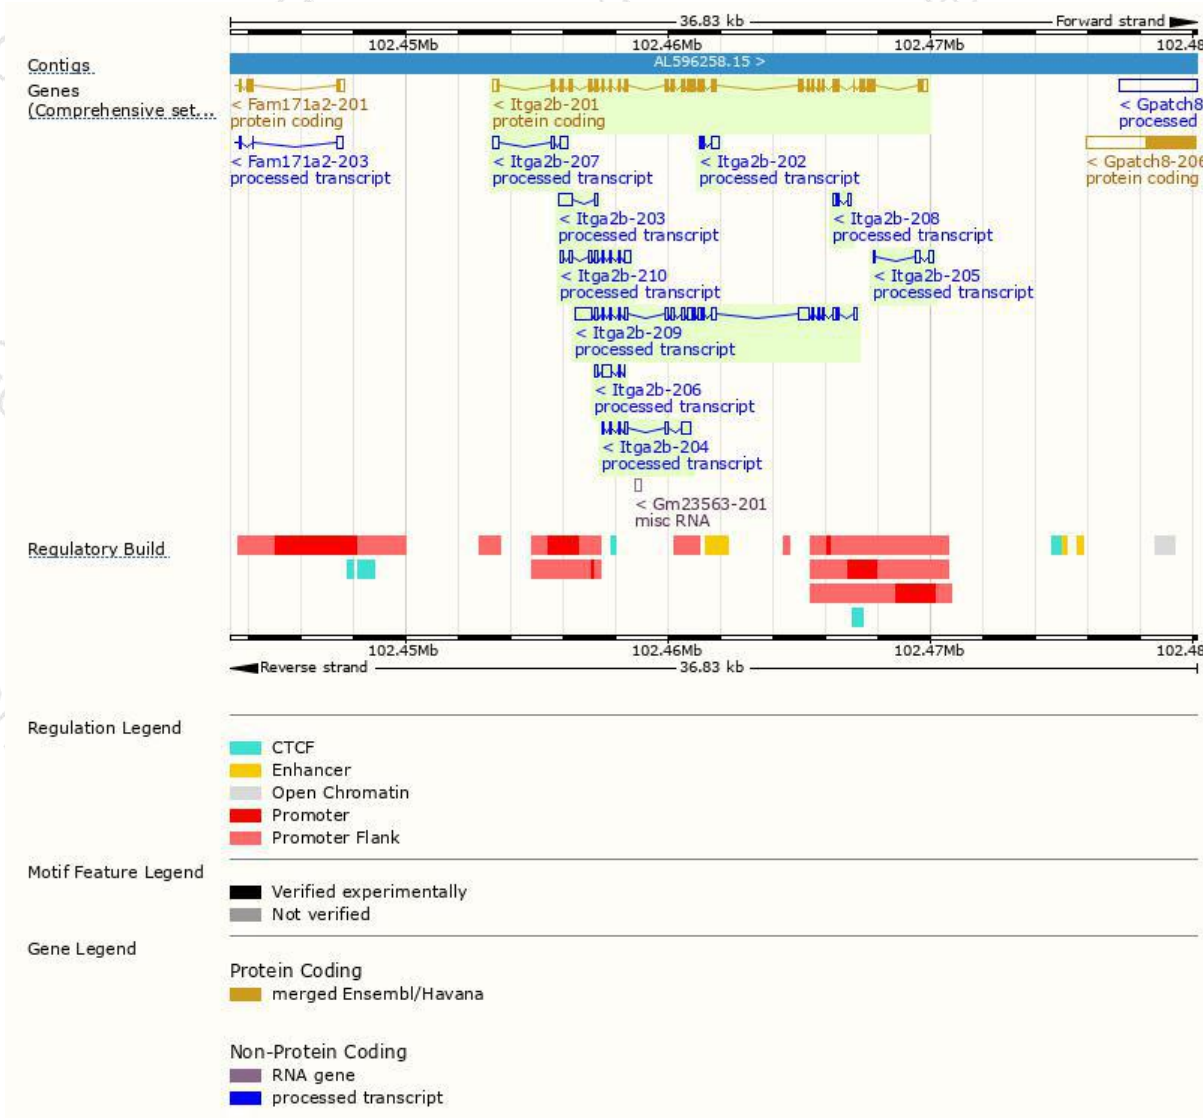 36.83 kb
Forward strand
102.45Mb 102.46Mb 102.47Mb 102.48
Contigs
AL596258.15 >
Genes
(Comprehensive set...
< Fam171a2-201
protein coding
< Itga2b-201
protein coding
< Gpatch8
processed
< Fam171a2-203
processed transcript
< Itga2b-207
processed transcript
< Itga2b-202
processed transcript
< Gpatch8-206
protein coding
< Itga2b-203
processed transcript
< Itga2b-208
processed transcript
< Itga2b-210
processed transcript
< Itga2b-205
processed transcript
< Itga2b-209
processed transcript
< Itga2b-206
processed transcript
< Itga2b-204
processed transcript
< Gm23563-201
misc RNA
Regulatory Build
102.45Mb 102.46Mb 102.47Mb 102.48
Reverse strand
36.83 kb
Regulation Legend
CTCF
Enhancer
Open Chromatin
Promoter
Promoter Flank
Motif Feature Legend
Verified experimentally
Not verified
Gene Legend
Protein Coding
merged Ensembl/Havana
Non-Protein Coding
RNA gene
processed transcript